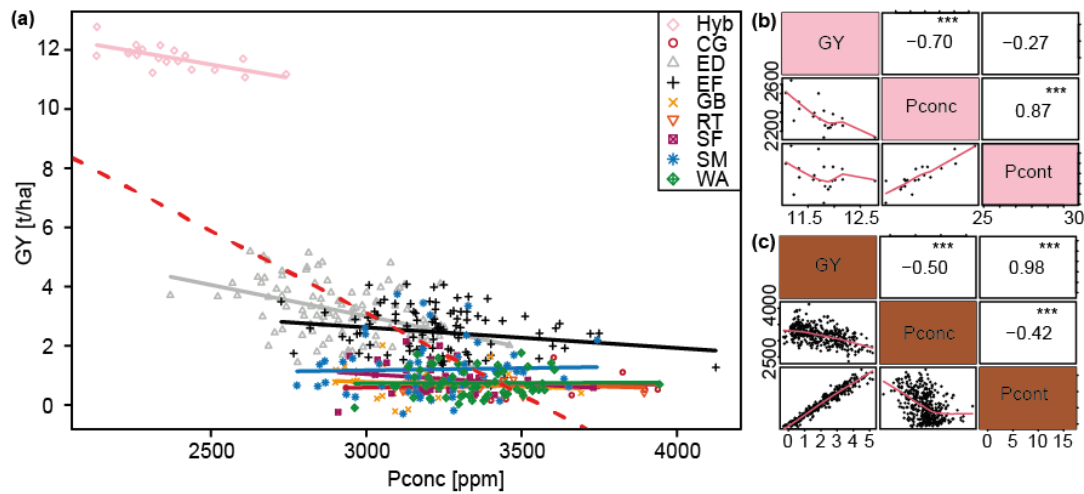 (a)
GY [t/ha]
12
10
8
6
4
2
0
2500 3000 3500 4000
Pconc [ppm]
Hyb
CG
ED
EF
GB
RT
SF
SM
WA
(b)
GY
***
−0.70
−0.27
2200 2600
Pconc
***
0.87
Pcont
11.5 12.5
25 30
(c)
GY
***
−0.50
***
0.98
2500 4000
Pconc
***
−0.42
Pcont
0 1 2 3 4 5
0 5 10 15